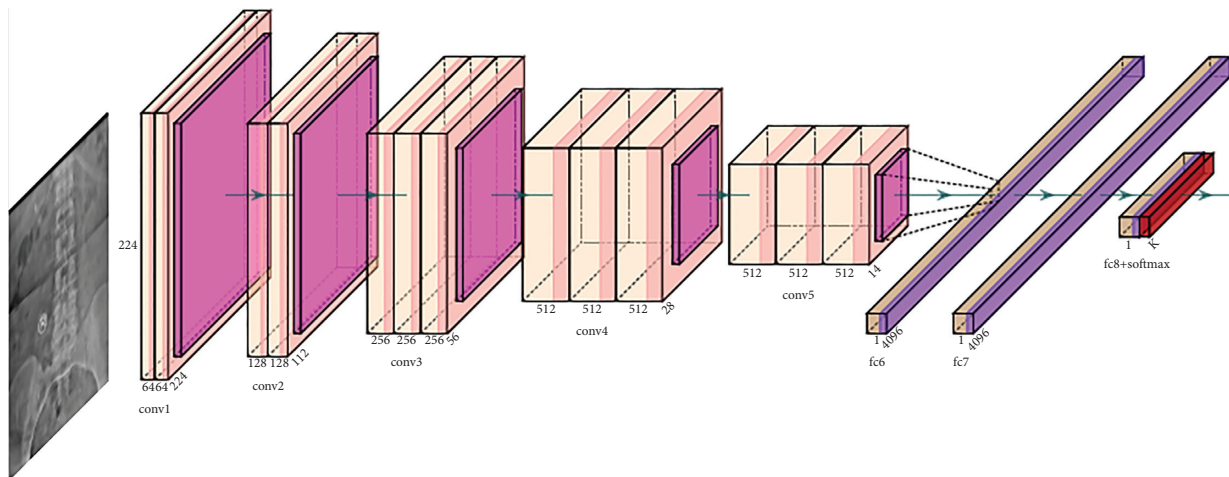 224
64 64 224
conv1
128 128 112
conv2
256 256 256 56
conv3
512 512 512 28
conv4
512 512 512 14
conv5
1 4096
fc6
1 4096
fc7
1 K
fc8+softmax